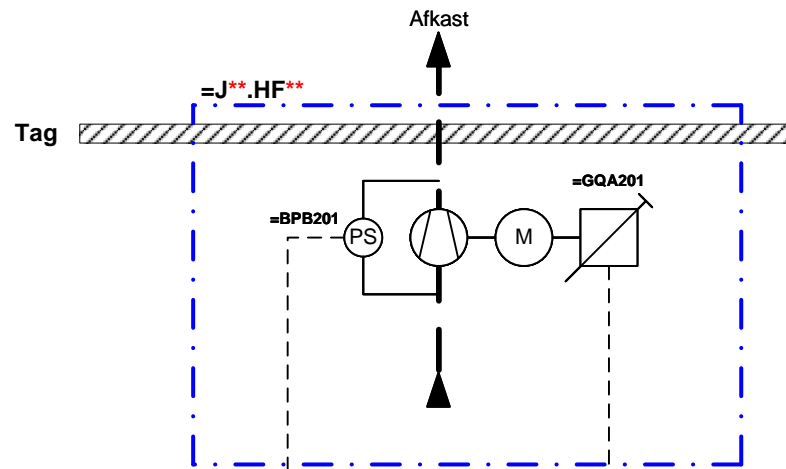 Afkast
=J**.HF**
Tag
=GQA201
=BPB201
PS
M